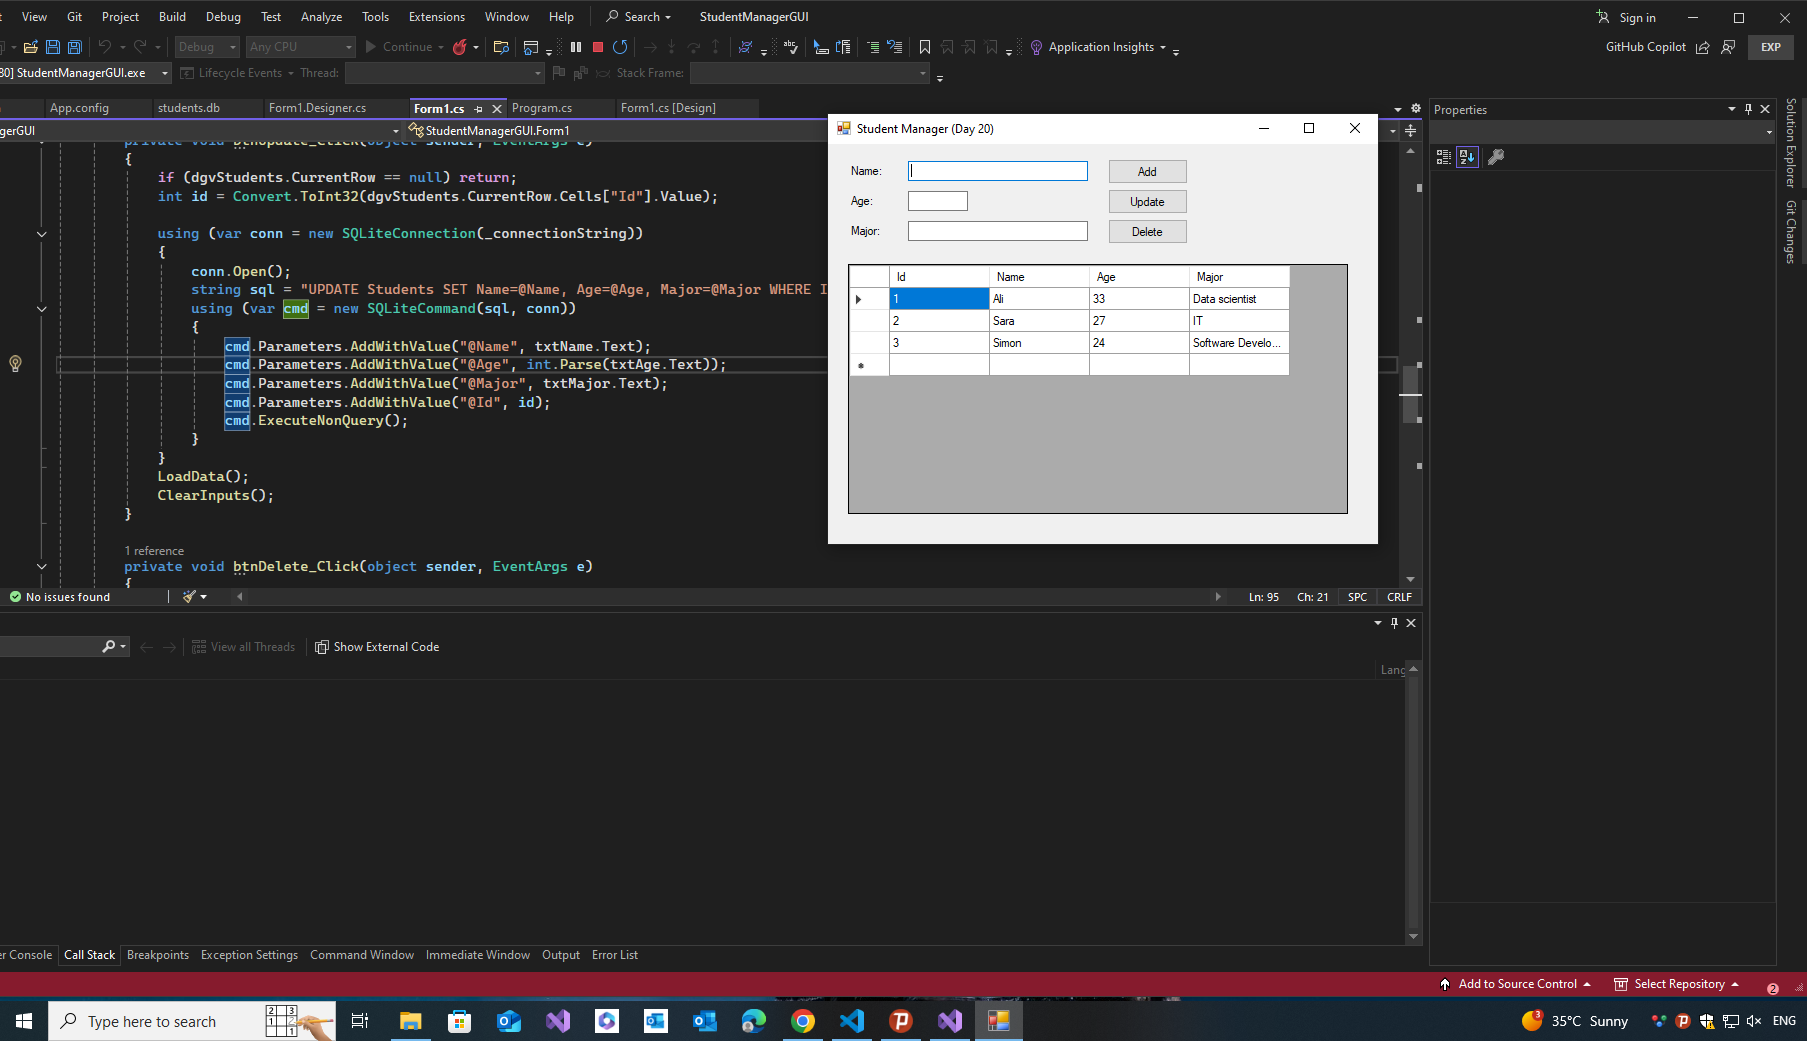 View Git Project Build Debug Test Analyze Tools Extensions Window Help Search StudentManagerGUI Sign in
Debug Any CPU Continue Application Insights GitHub Copilot EXP
80] StudentManagerGUI.exe Lifecycle Events Thread: Stack Frame:
App.config students.db Form1.Designer.cs Form1.cs Program.cs Form1.cs [Design]
gerGUI StudentManagerGUI.Form1
private void btnUpdate_Click(object sender, EventArgs e)
{
if (dgvStudents.CurrentRow == null) return;
int id = Convert.ToInt32(dgvStudents.CurrentRow.Cells["Id"].Value);
using (var conn = new SQLiteConnection(_connectionString))
{
conn.Open();
string sql = "UPDATE Students SET Name=@Name, Age=@Age, Major=@Major WHERE I
using (var cmd = new SQLiteCommand(sql, conn))
{
cmd.Parameters.AddWithValue("@Name", txtName.Text);
cmd.Parameters.AddWithValue("@Age", int.Parse(txtAge.Text));
cmd.Parameters.AddWithValue("@Major", txtMajor.Text);
cmd.Parameters.AddWithValue("@Id", id);
cmd.ExecuteNonQuery();
}
}
LoadData();
ClearInputs();
}
1 reference
private void btnDelete_Click(object sender, EventArgs e)
{
No issues found Ln: 95 Ch: 21 SPC CRLF
Student Manager (Day 20)
Name: Add
Age: Update
Major: Delete
Id Name Age Major
1 Ali 33 Data scientist
2 Sara 27 IT
3 Simon 24 Software Develo...
Properties
Solution Explorer
Git Changes
View all Threads Show External Code
Lang
er Console Call Stack Breakpoints Exception Settings Command Window Immediate Window Output Error List
Add to Source Control Select Repository 2
Type here to search 35°C Sunny ENG